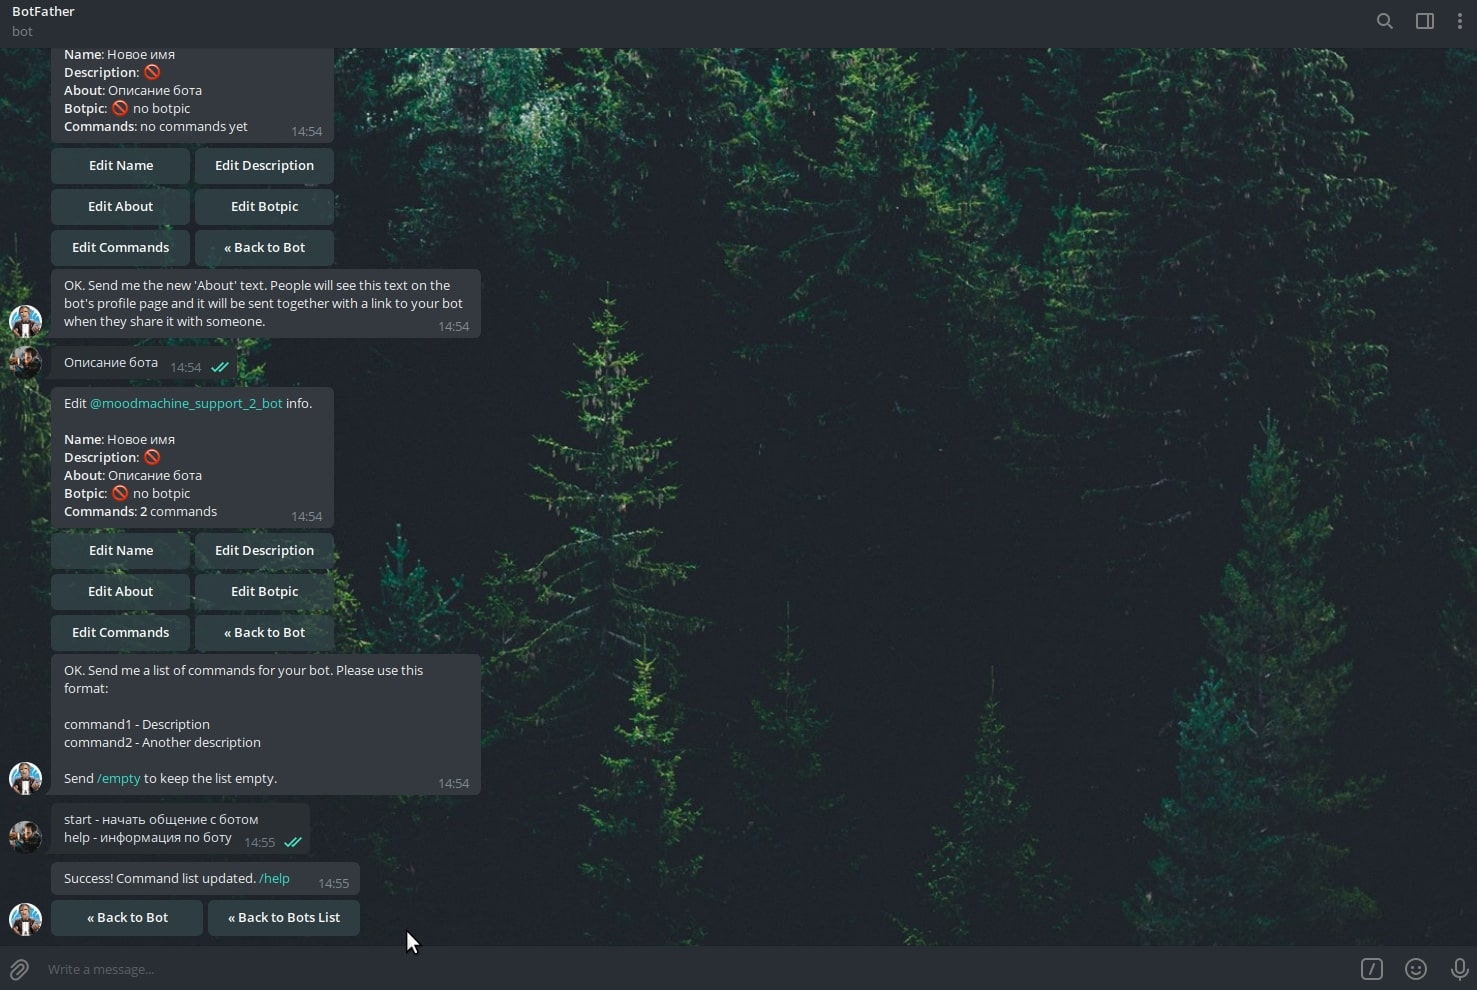 BotFather
bot
Name: Новое имя
Description: 🚫
About: Описание бота
Botpic: 🚫 no botpic
Commands: no commands yet 14:54
Edit Name Edit Description
Edit About Edit Botpic
Edit Commands « Back to Bot
OK. Send me the new 'About' text. People will see this text on the
bot's profile page and it will be sent together with a link to your bot
when they share it with someone. 14:54
Описание бота 14:54
Edit @moodmachine_support_2_bot info.
Name: Новое имя
Description: 🚫
About: Описание бота
Botpic: 🚫 no botpic
Commands: 2 commands 14:54
Edit Name Edit Description
Edit About Edit Botpic
Edit Commands « Back to Bot
OK. Send me a list of commands for your bot. Please use this
format:
command1 - Description
command2 - Another description
Send /empty to keep the list empty. 14:54
start - начать общение с ботом
help - информация по боту 14:55
Success! Command list updated. /help 14:55
« Back to Bot « Back to Bots List
Write a message...